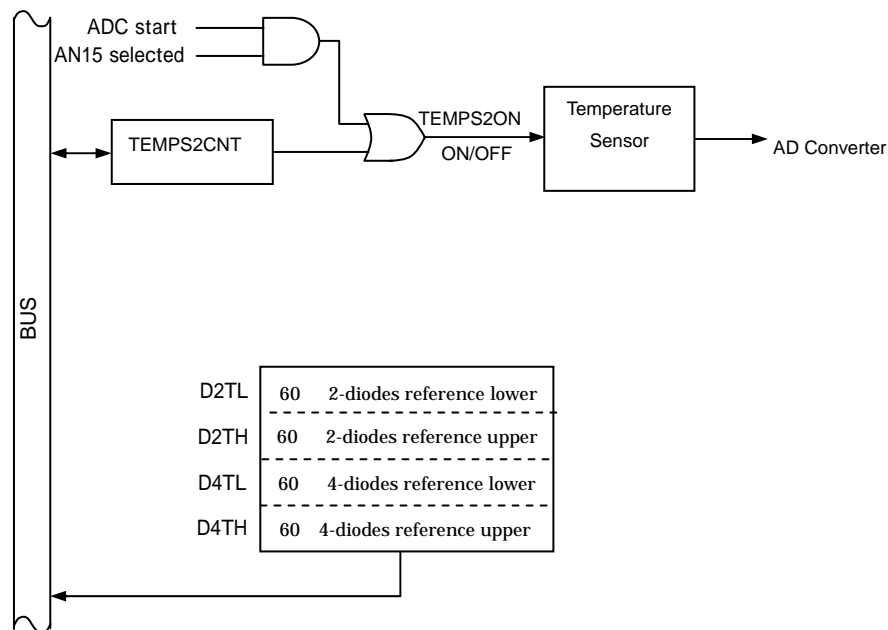 ADC start
AN15 selected
TEMPS2CNT
TEMPS2ON
ON/OFF
Temperature
Sensor
AD Converter
BUS
D2TL 60 2-diodes reference lower
D2TH 60 2-diodes reference upper
D4TL 60 4-diodes reference lower
D4TH 60 4-diodes reference upper